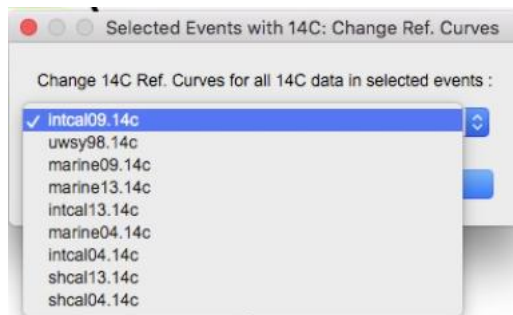 Selected Events with 14C: Change Ref. Curves
Change 14C Ref. Curves for all 14C data in selected events :
✓ intcal09.14c
uwsy98.14c
marine09.14c
marine13.14c
intcal13.14c
marine04.14c
intcal04.14c
shcal13.14c
shcal04.14c